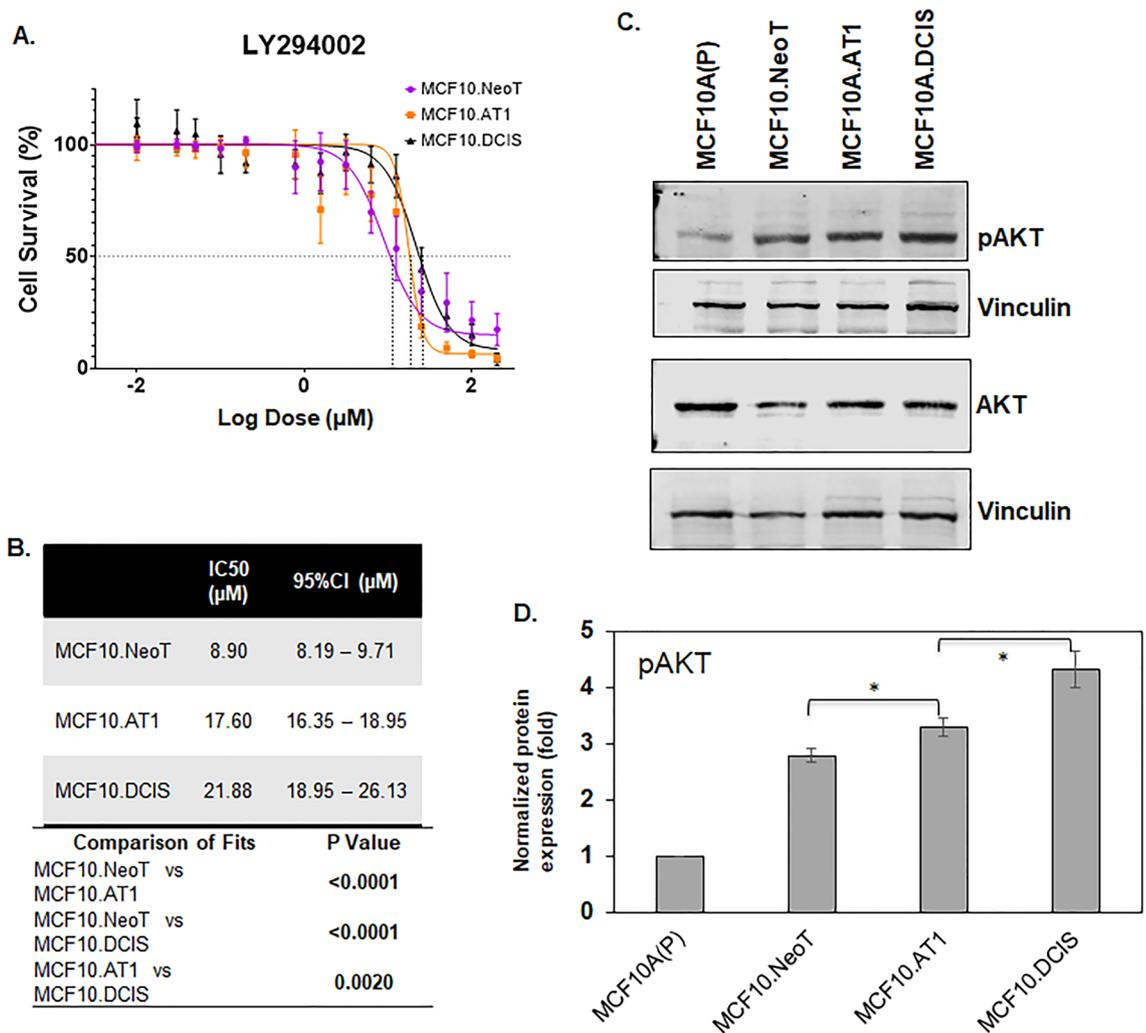 A.
LY294002
MCF10.NeoT
MCF10.AT1
MCF10.DCIS
Cell Survival (%)
100
50
0
-2
0
2
Log Dose (µM)
B.
IC50
(µM)
95%CI (µM)
MCF10.NeoT 8.90 8.19 – 9.71
MCF10.AT1 17.60 16.35 – 18.95
MCF10.DCIS 21.88 18.95 – 26.13
Comparison of Fits P Value
MCF10.NeoT vs
MCF10.AT1
<0.0001
MCF10.NeoT vs
MCF10.DCIS
<0.0001
MCF10.AT1 vs
MCF10.DCIS
0.0020
C.
MCF10A(P)
MCF10.NeoT
MCF10A.AT1
MCF10A.DCIS
pAKT
Vinculin
AKT
Vinculin
D.
pAKT
Normalized protein
expression (fold)
5
4
3
2
1
0
*
*
MCF10A(P)
MCF10.NeoT
MCF10.AT1
MCF10.DCIS